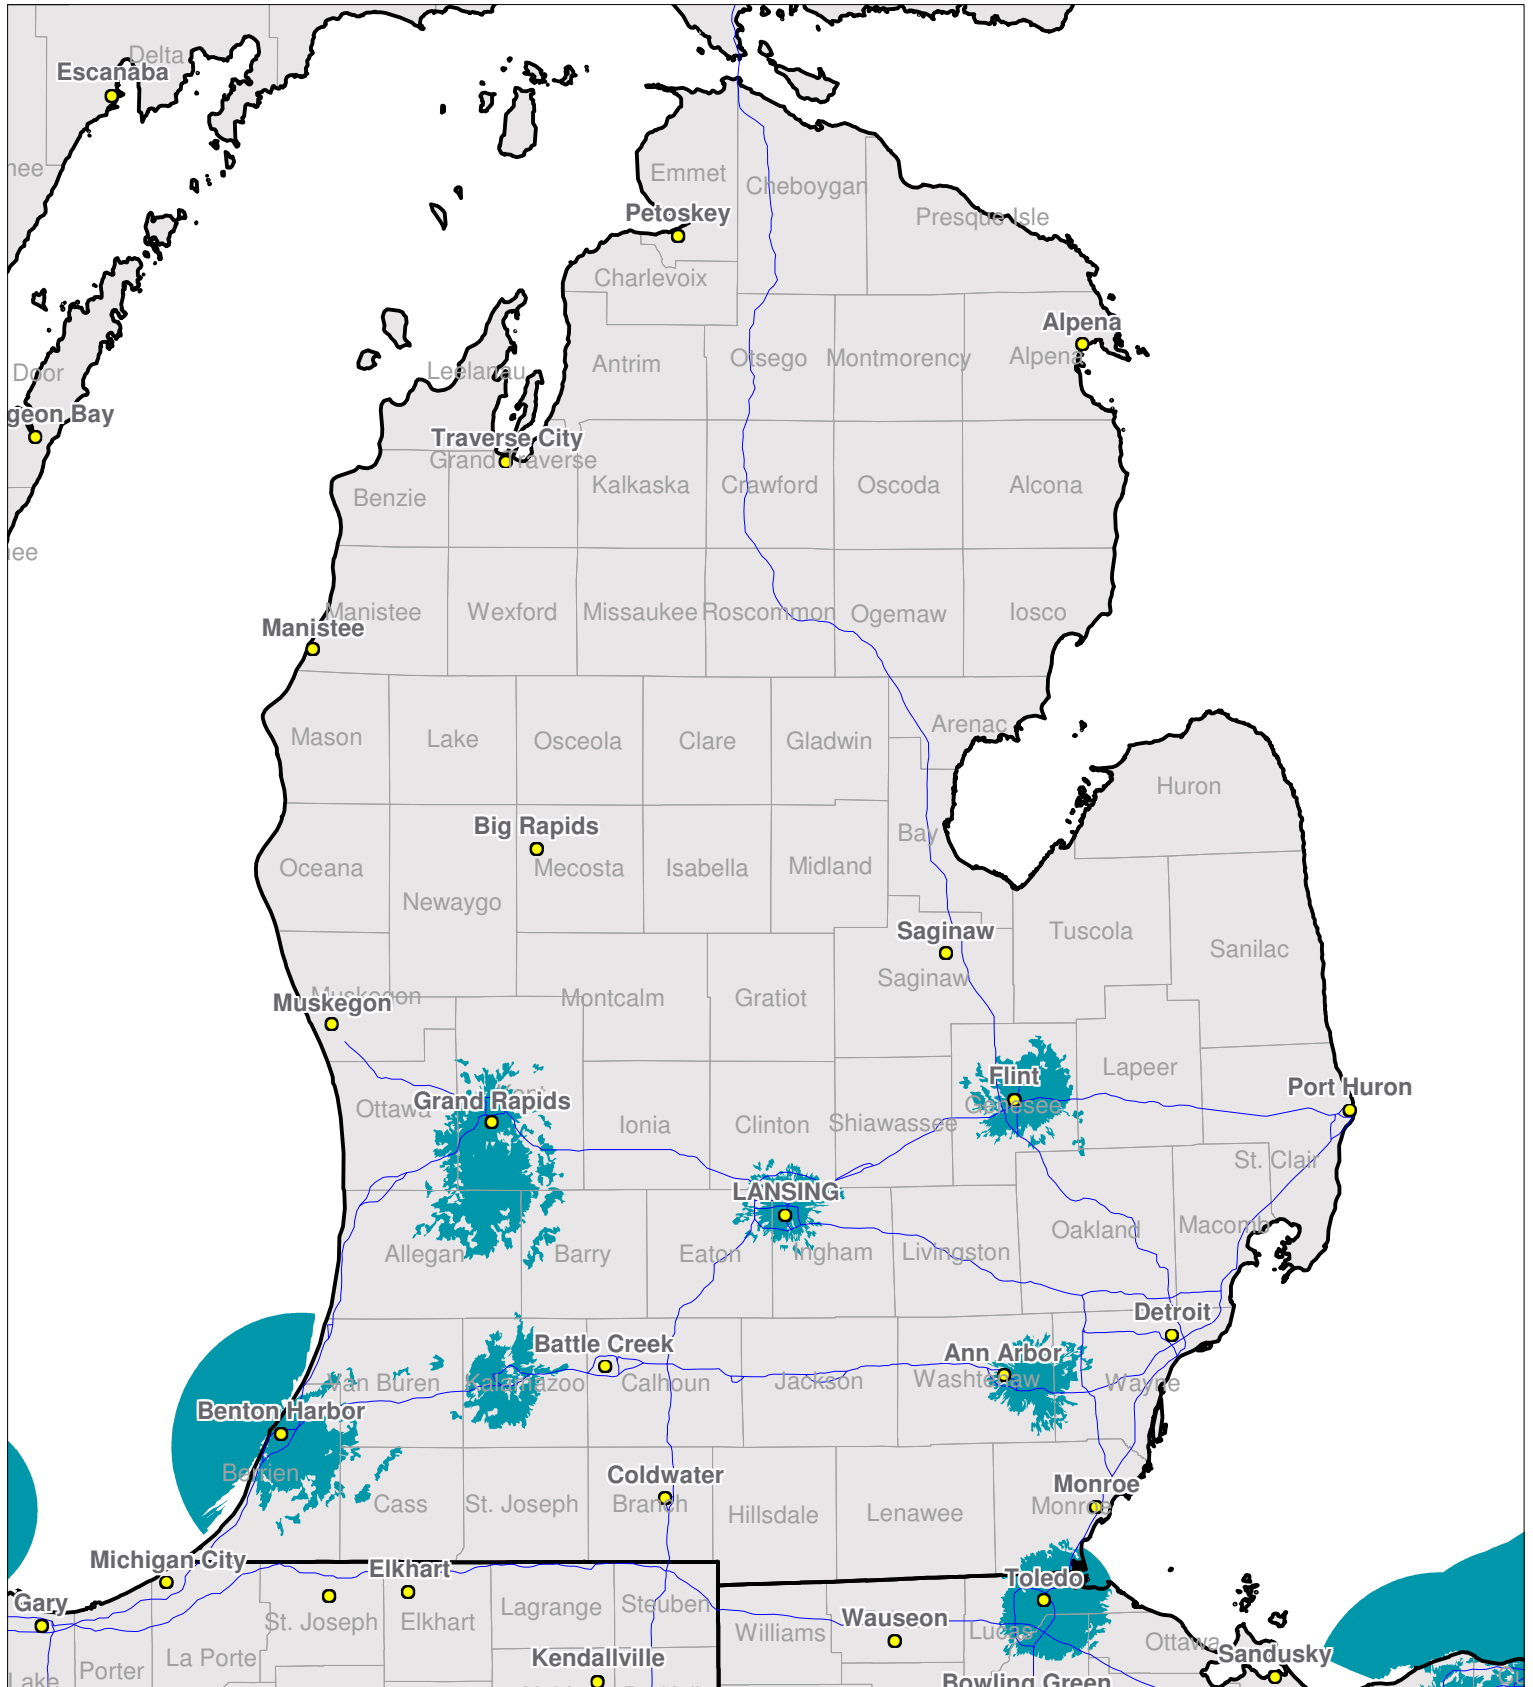 Delta
Escanaba
nee
Emmet
Cheboygan
Petoskey
Presque Isle
Charlevoix
Alpena
Leelanau
Antrim
Otsego
Montmorency
Alpena
Door
geon Bay
Traverse City
Grand Traverse
Benzie
Kalkaska
Crawford
Oscoda
Alcona
nee
Manistee
Wexford
Missaukee
Roscommon
Ogemaw
Iosco
Manistee
Mason
Lake
Osceola
Clare
Gladwin
Arenac
Huron
Big Rapids
Bay
Oceana
Mecosta
Isabella
Midland
Newaygo
Saginaw
Tuscola
Sanilac
Saginaw
Muskegon
Muskegon
Montcalm
Gratiot
Flint
Lapeer
Port Huron
Kent
Grand Rapids
Ottawa
Genesee
Ionia
Clinton
Shiawassee
St. Clair
LANSING
Oakland
Macomb
Allegan
Barry
Eaton
Ingham
Livingston
Detroit
Battle Creek
Ann Arbor
Van Buren
Kalamazoo
Calhoun
Jackson
Washtenaw
Wayne
Benton Harbor
Berrien
Coldwater
Monroe
Cass
St. Joseph
Branch
Hillsdale
Lenawee
Monroe
Michigan City
Elkhart
Toledo
Gary
Lagrange
Steuben
Wauseon
St. Joseph
Elkhart
Williams
Lucas
Ottawa
Sandusky
La Porte
Porter
Kendallville
Lake
Bowling Green